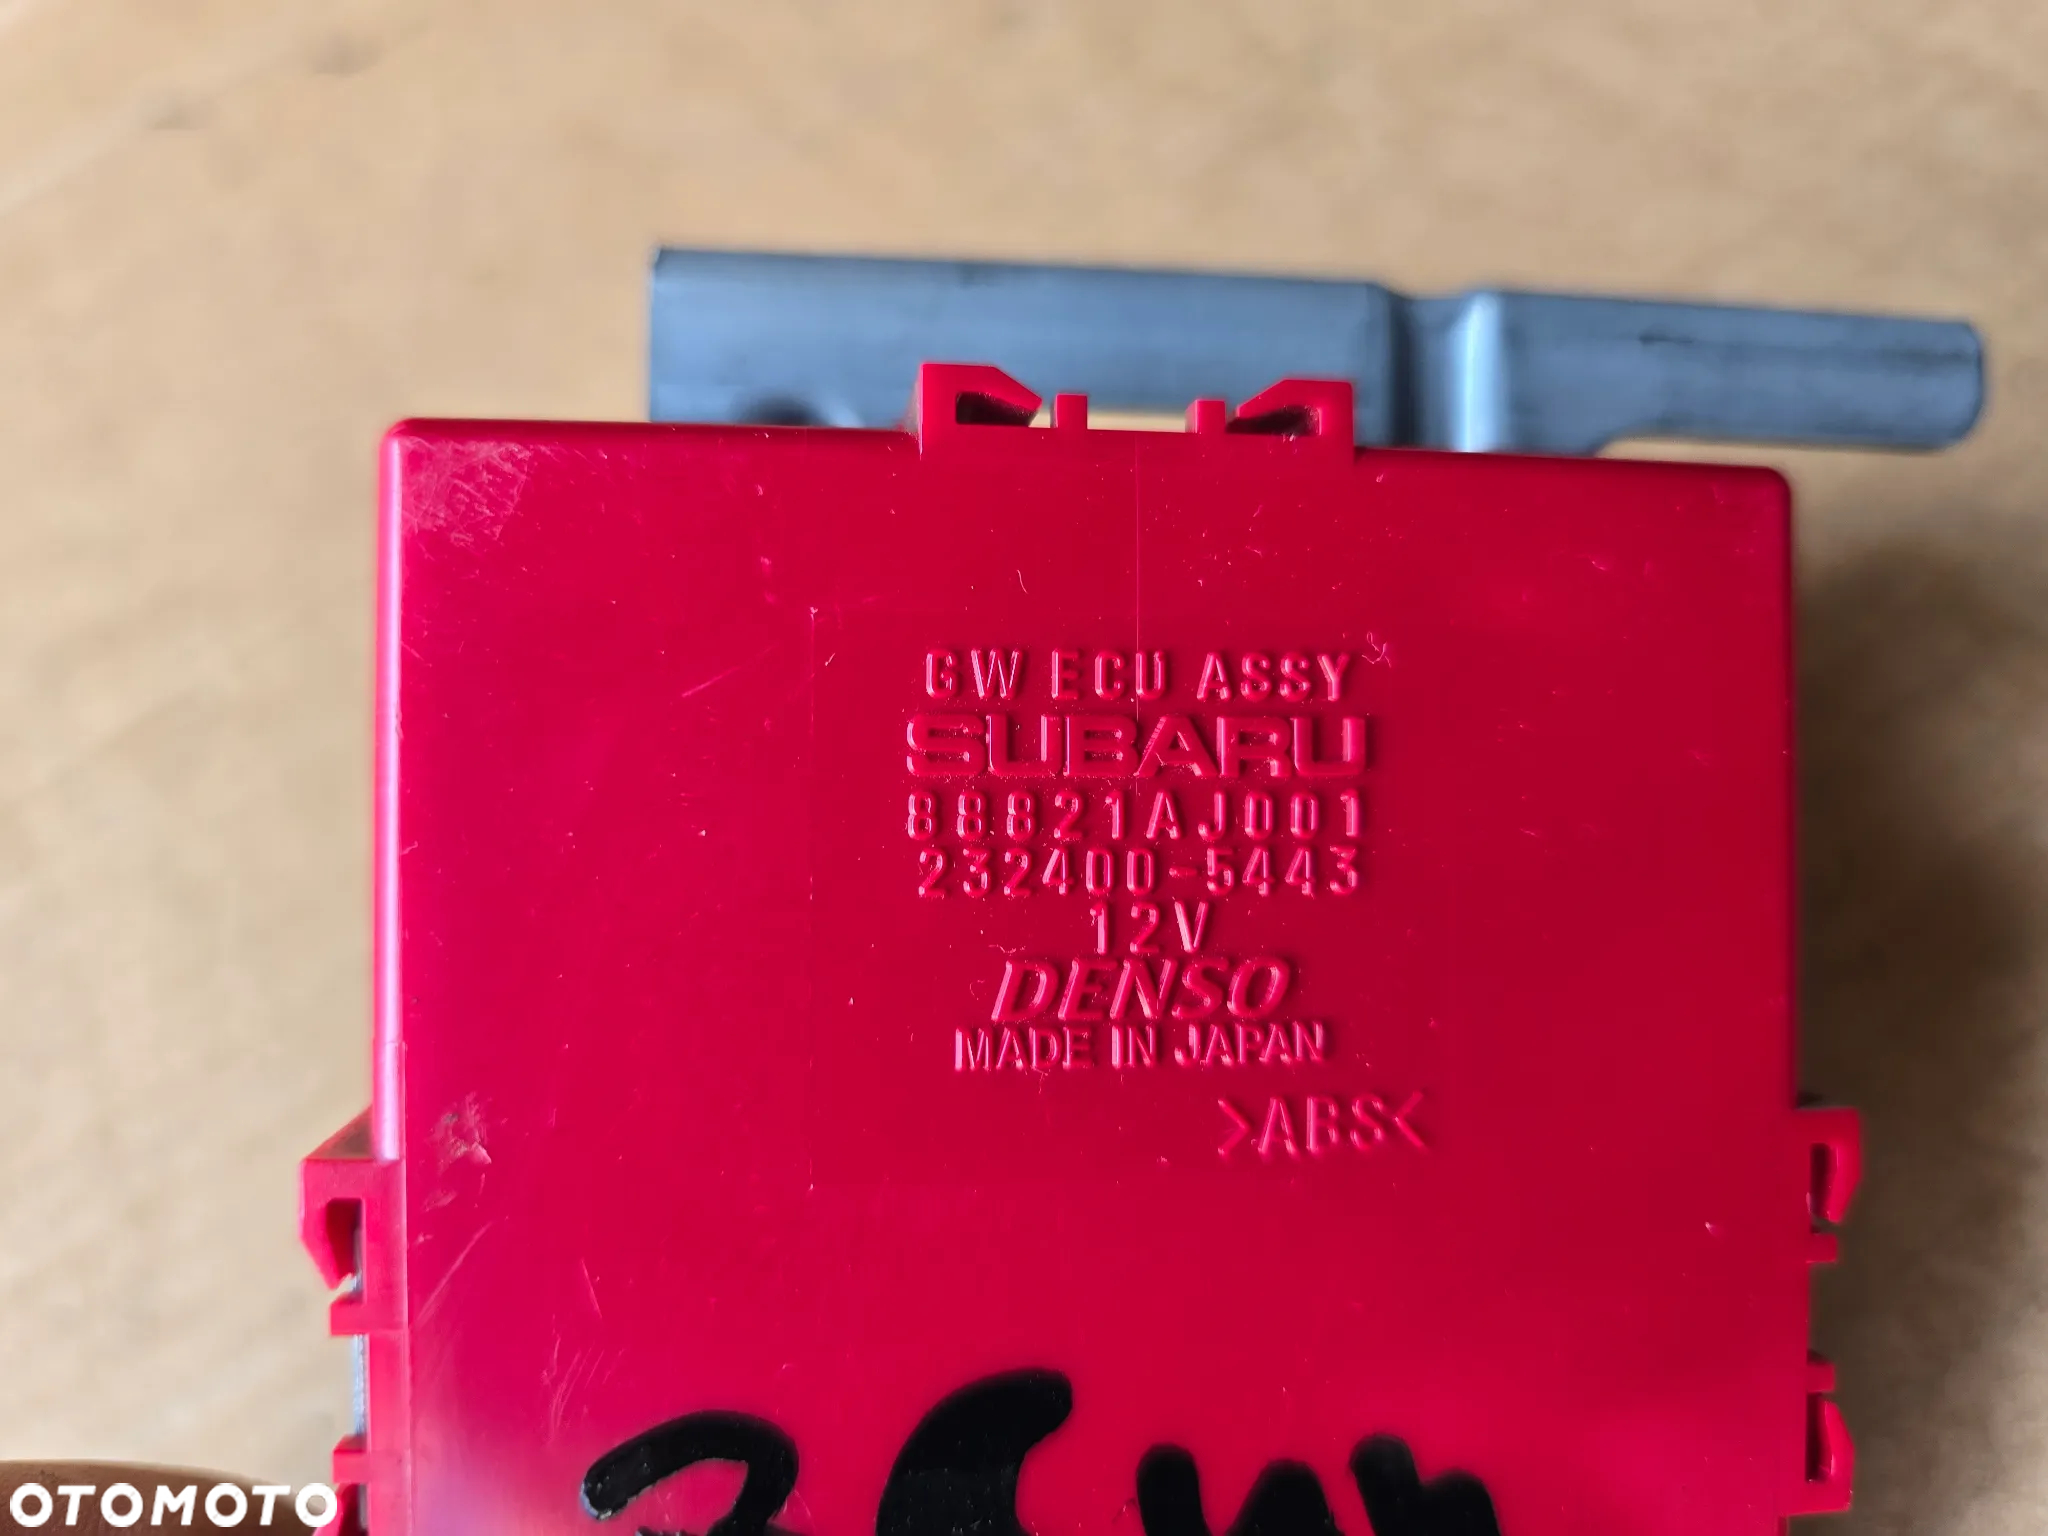 GW ECU ASSY
SUBARU
88821AJ001
232400-5443
12V
DENSO
MADE IN JAPAN
>ABS<
OTOMOTO